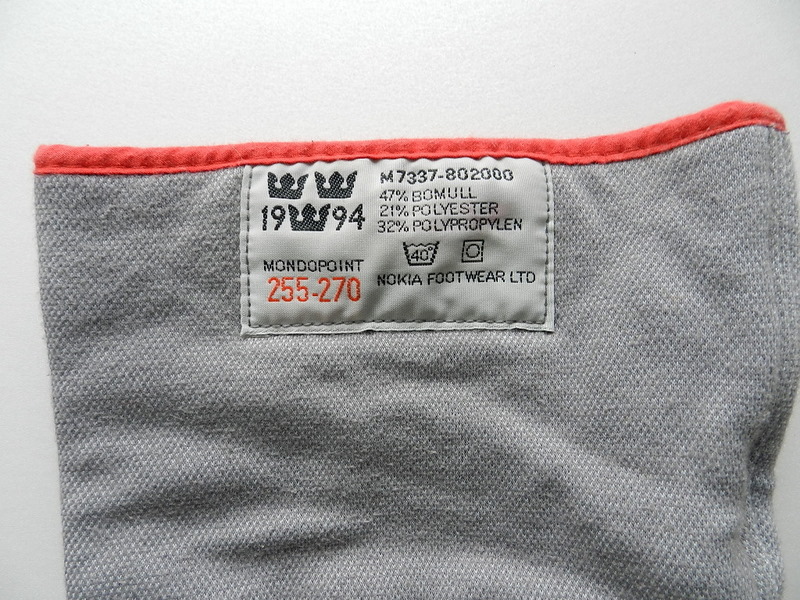 19 94
MONDOPOINT
255-270
M7337-802000
47% BOMULL
21% POLYESTER
32% POLYPROPYLEN
40°
NOKIA FOOTWEAR LTD